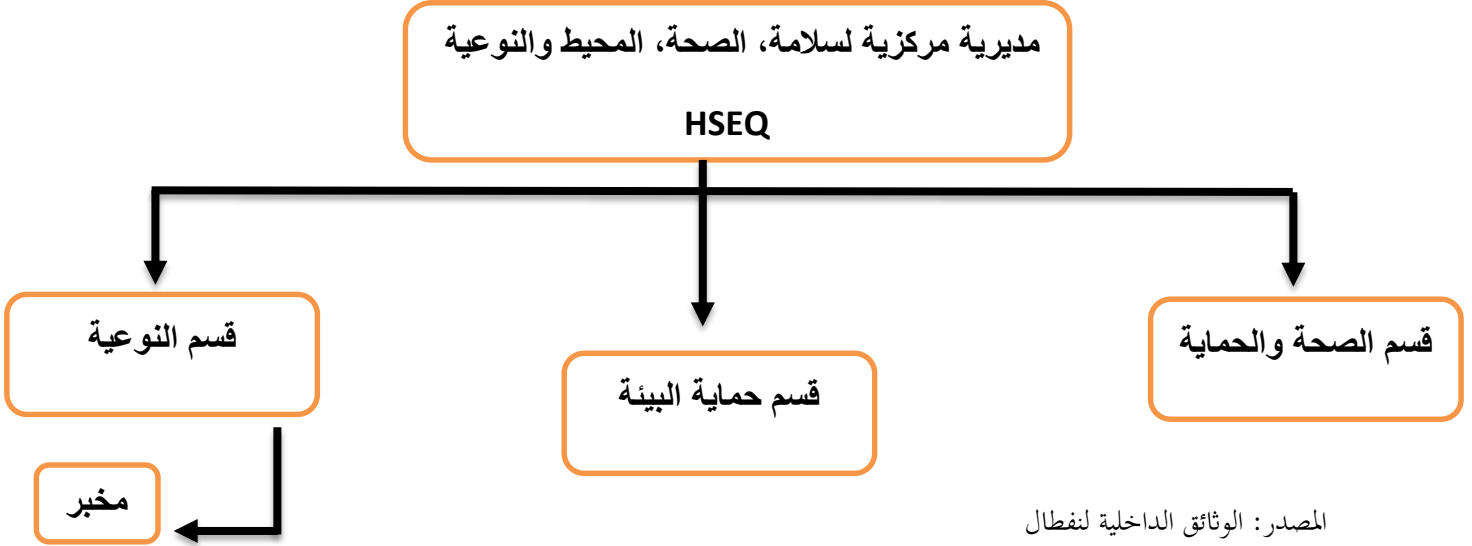 مديرية مركزية لسلامة، الصحة، المحيط والنوعية
HSEQ
قسم الصحة والحماية
قسم حماية البيئة
قسم النوعية
مخبر
المصدر: الوثائق الداخلية لنفطال